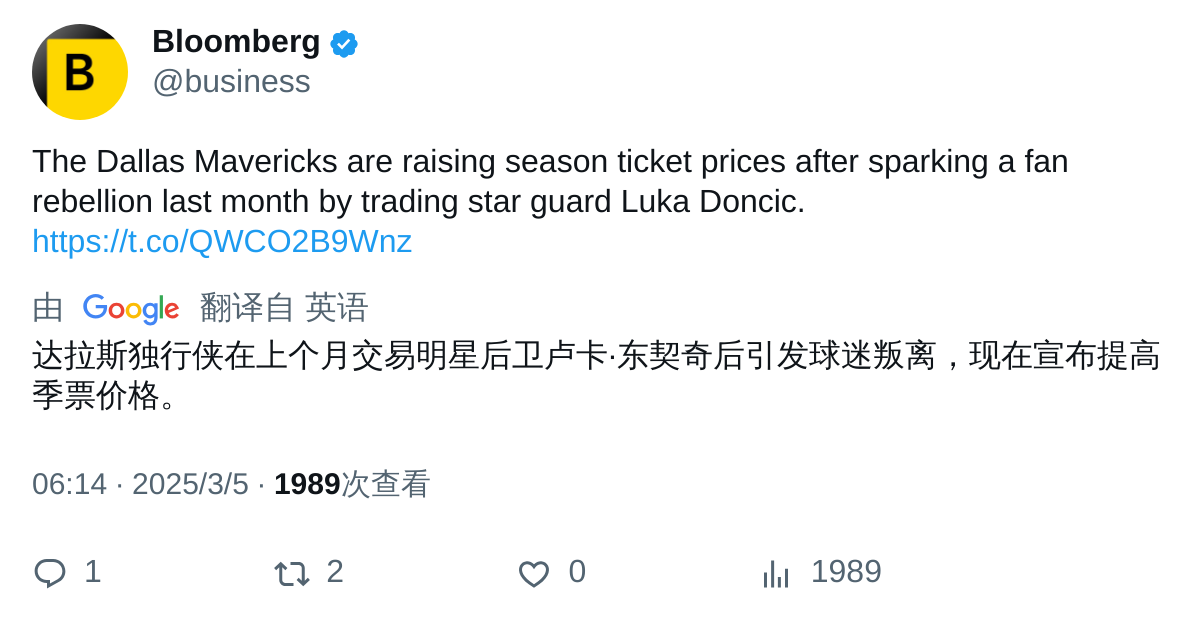 B
Bloomberg
@business
The Dallas Mavericks are raising season ticket prices after sparking a fan
rebellion last month by trading star guard Luka Doncic.
https://t.co/QWCO2B9Wnz
由 Google 翻译自 英语
达拉斯独行侠在上个月交易明星后卫卢卡·东契奇后引发球迷叛离，现在宣布提高
季票价格。
06:14 · 2025/3/5 · 1989次查看
1 2 0 1989